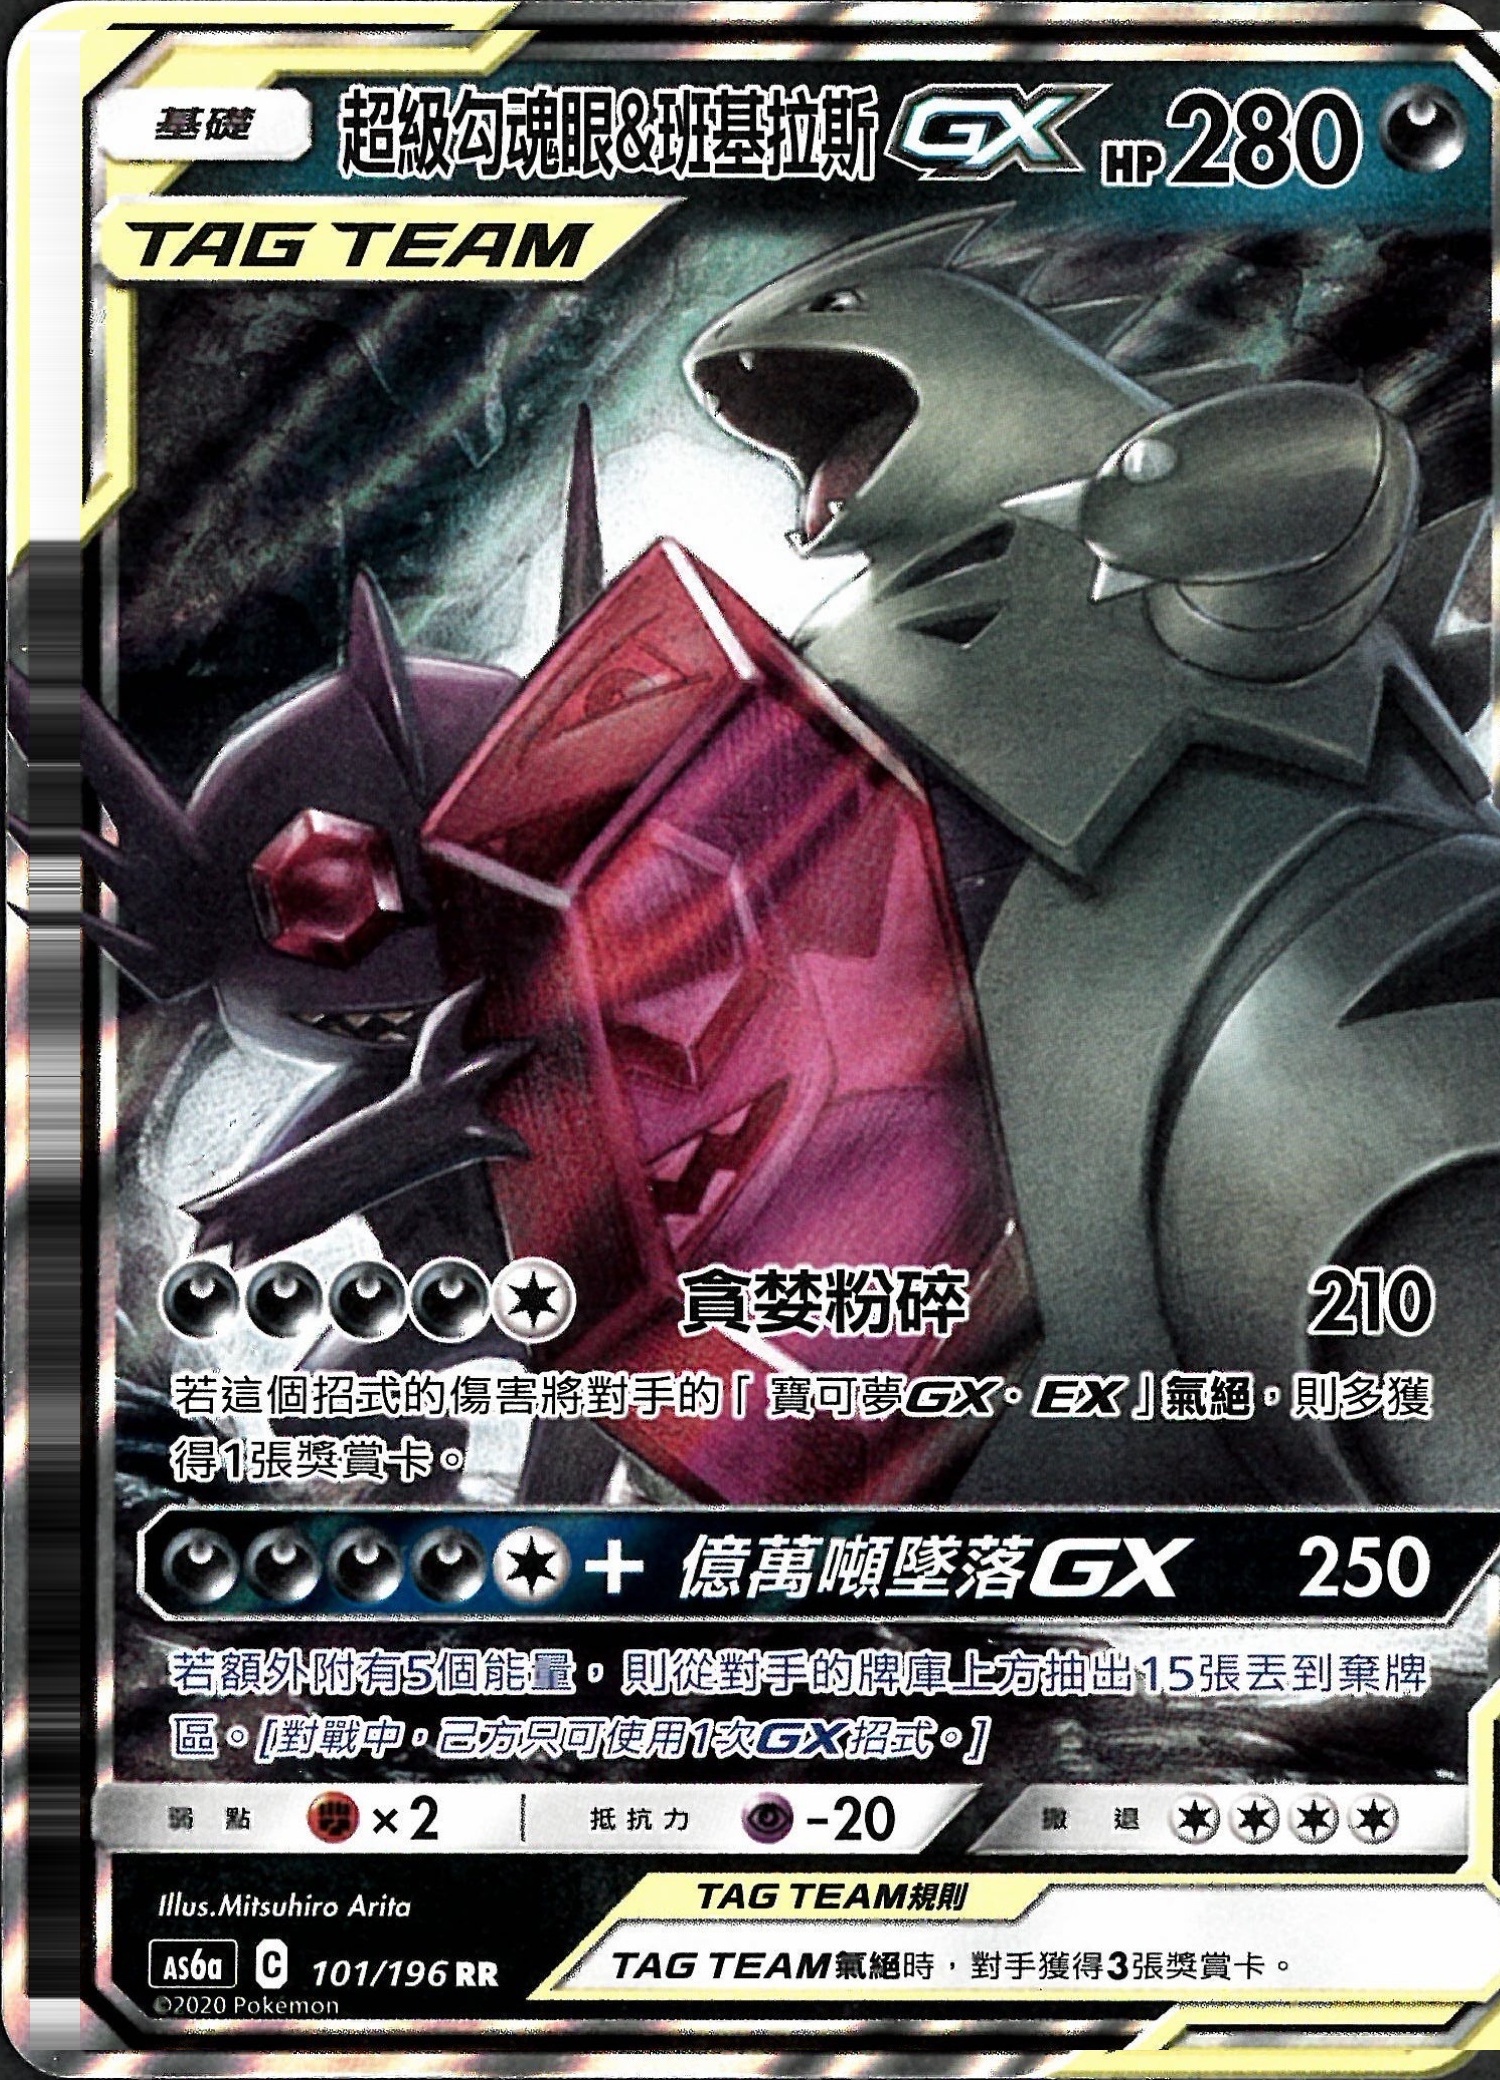 基礎 超級勾魂眼&班基拉斯GX HP280
TAG TEAM
貪婪粉碎 210
若這個招式的傷害將對手的「寶可夢GX・EX」氣絕，則多獲
得1張獎賞卡。
+ 億萬噸墜落GX 250
若額外附有5個能量，則從對手的牌庫上方抽出15張丟到棄牌
區。[對戰中，己方只可使用1次GX招式。]
弱點 ×2 抵抗力 -20 撤退
Illus.Mitsuhiro Arita
TAG TEAM規則
AS6a C 101/196 RR
TAG TEAM氣絕時，對手獲得3張獎賞卡。
©2020 Pokémon